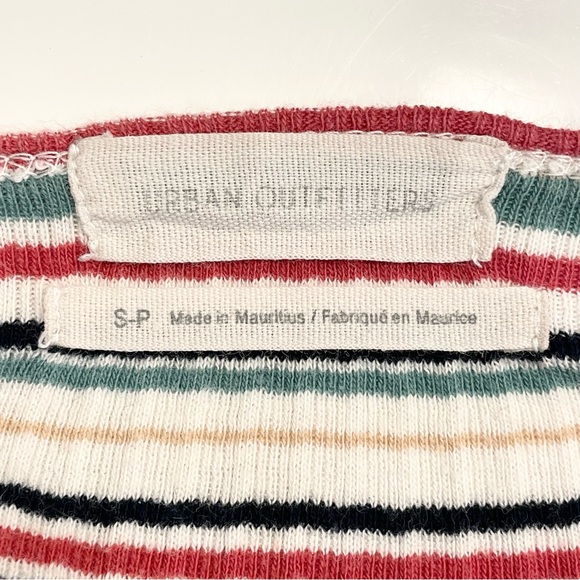 URBAN OUTFITTERS
S-P Made in Mauritius / Fabriqué en Maurice